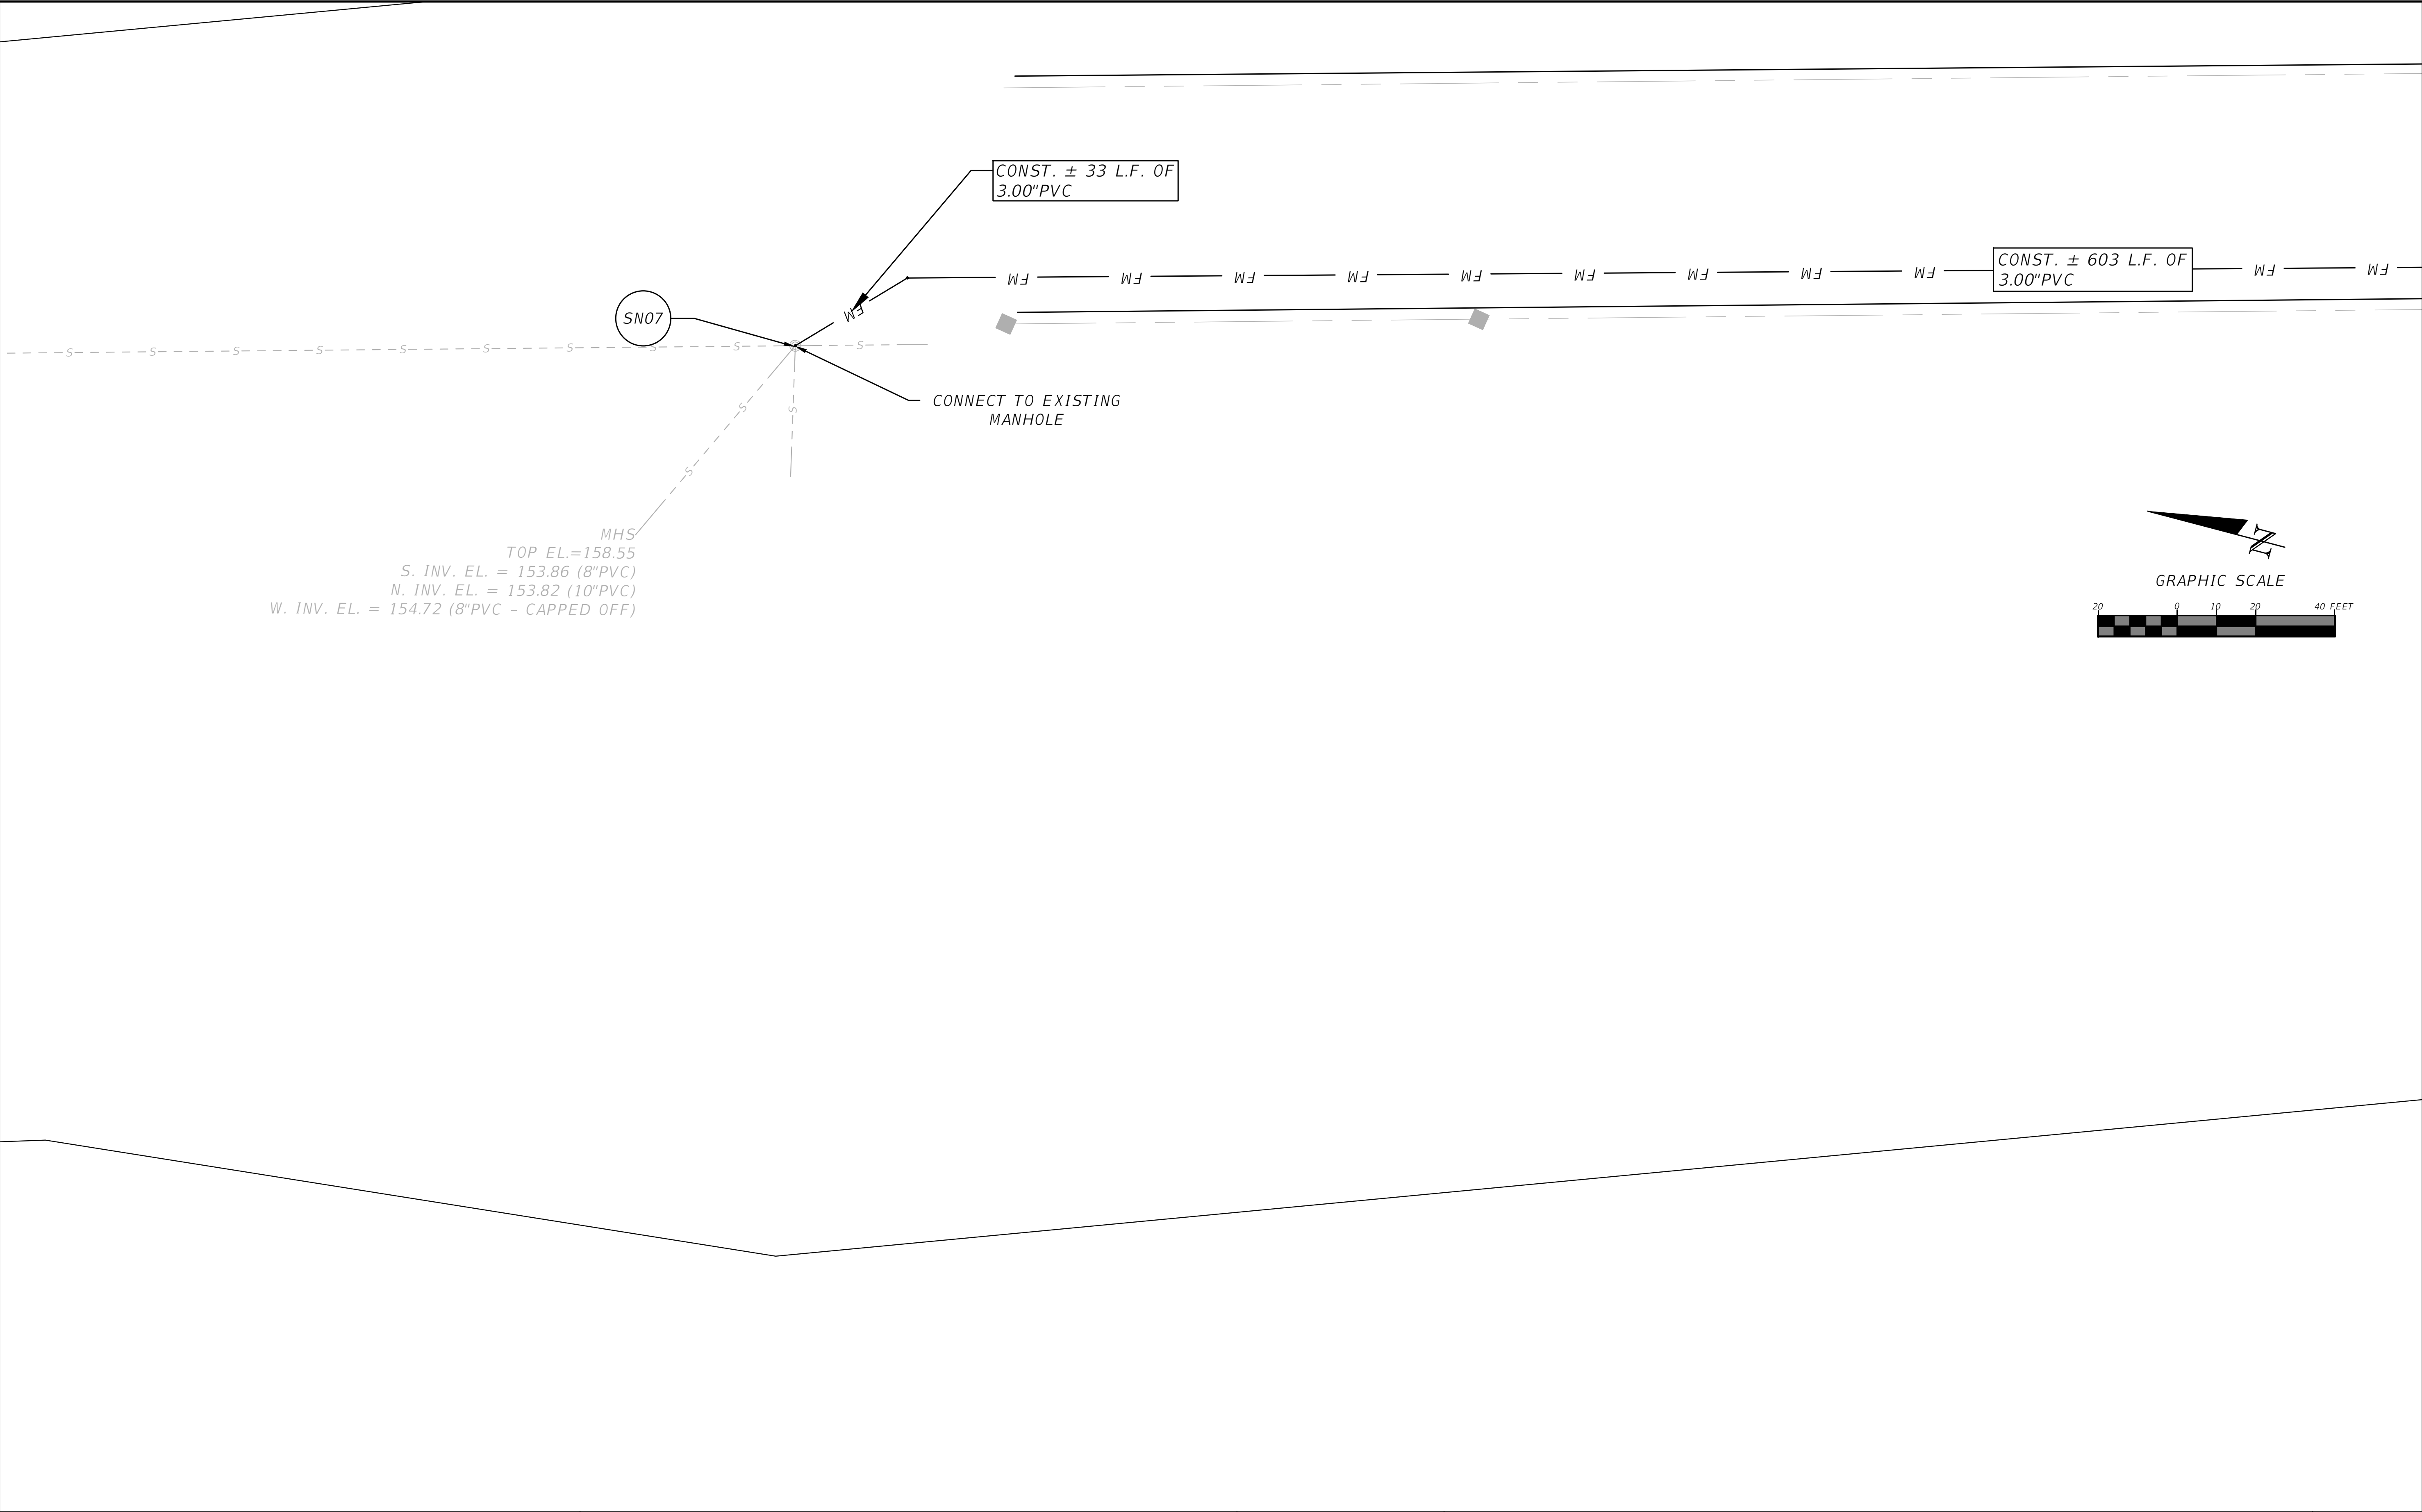 CONST. ± 33 L.F. OF
3.00"PVC
CONST. ± 603 L.F. OF
3.00"PVC
FM FM FM FM FM FM FM FM FM FM FM
FM
SN07
S S S S S S S S S S
S
S
S
CONNECT TO EXISTING
MANHOLE
MHS
TOP EL.=158.55
S. INV. EL. = 153.86 (8"PVC)
N. INV. EL. = 153.82 (10"PVC)
W. INV. EL. = 154.72 (8"PVC - CAPPED OFF)
N
GRAPHIC SCALE
20 0 10 20 40 FEET